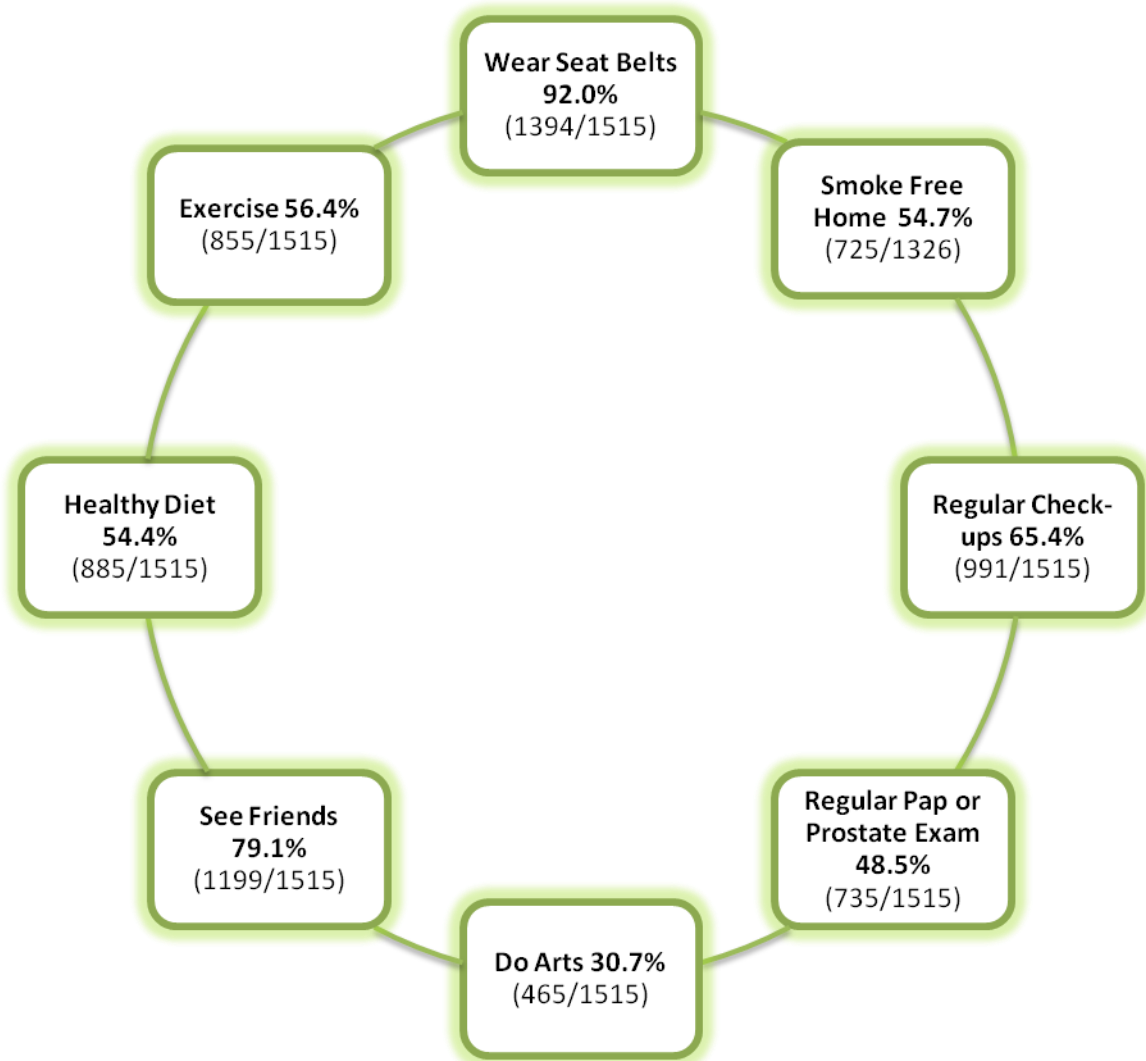 Wear Seat Belts
92.0%
(1394/1515)
Smoke Free
Home 54.7%
(725/1326)
Regular Check-
ups 65.4%
(991/1515)
Regular Pap or
Prostate Exam
48.5%
(735/1515)
Do Arts 30.7%
(465/1515)
See Friends
79.1%
(1199/1515)
Healthy Diet
54.4%
(885/1515)
Exercise 56.4%
(855/1515)